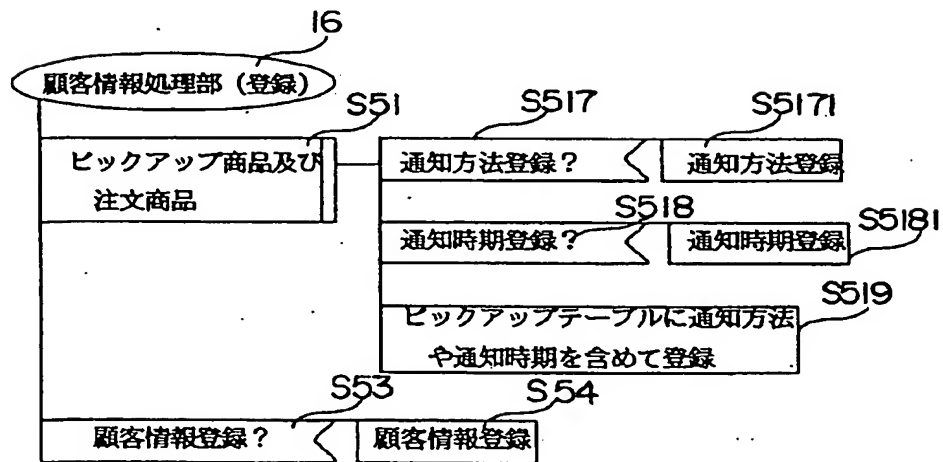 16
顧客情報処理部（登録）
S51
S517
S5171
ピックアップ商品及び
注文商品
通知方法登録？
通知方法登録
S518
S5181
通知時期登録？
通知時期登録
S519
ピックアップテーブルに通知方法
や通知時期を含めて登録
S53
S54
顧客情報登録？
顧客情報登録